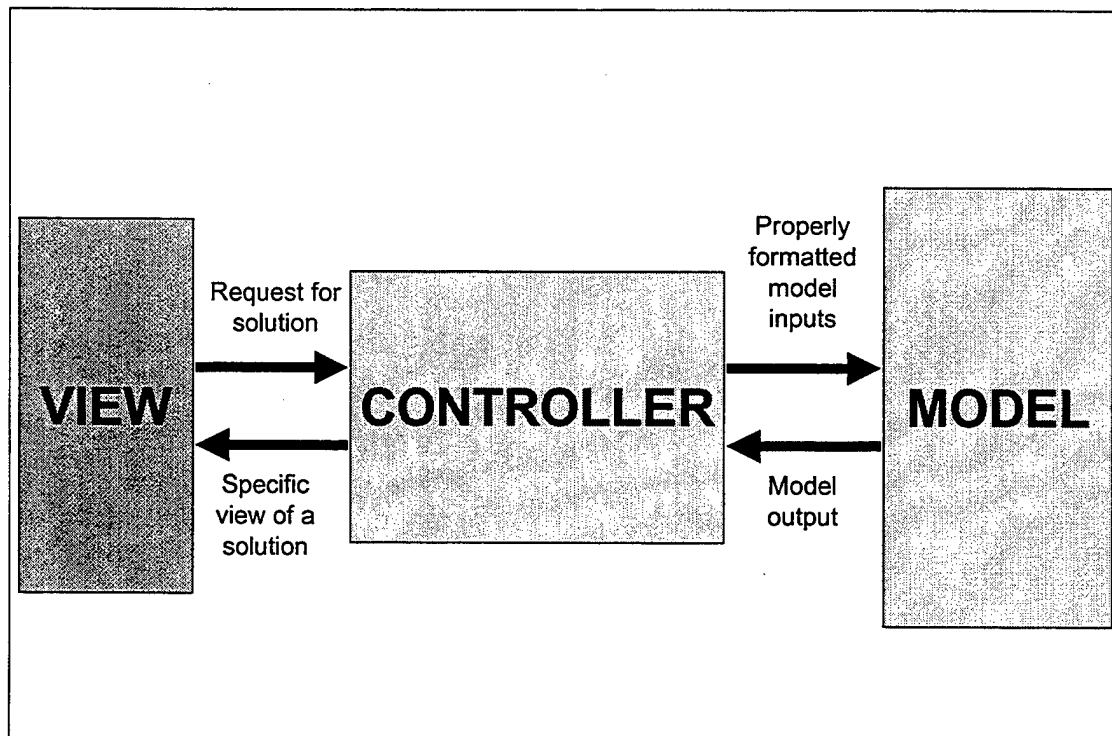 VIEW
Request for
solution
Specific
view of a
solution
CONTROLLER
Properly
formatted
model
inputs
Model
output
MODEL